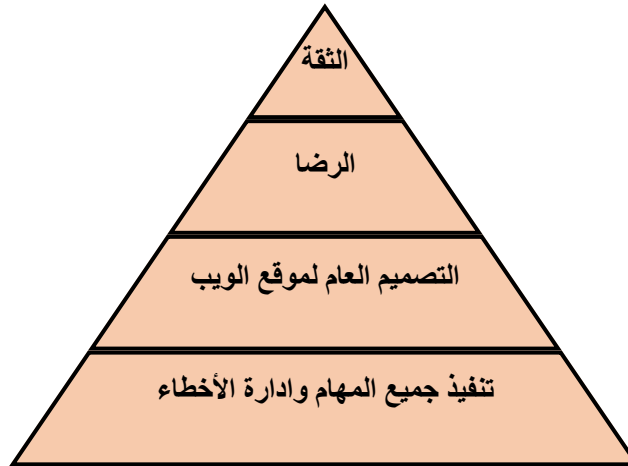 الثقة
الرضا
التصميم العام لموقع الويب
تنفيذ جميع المهام وادارة الأخطاء